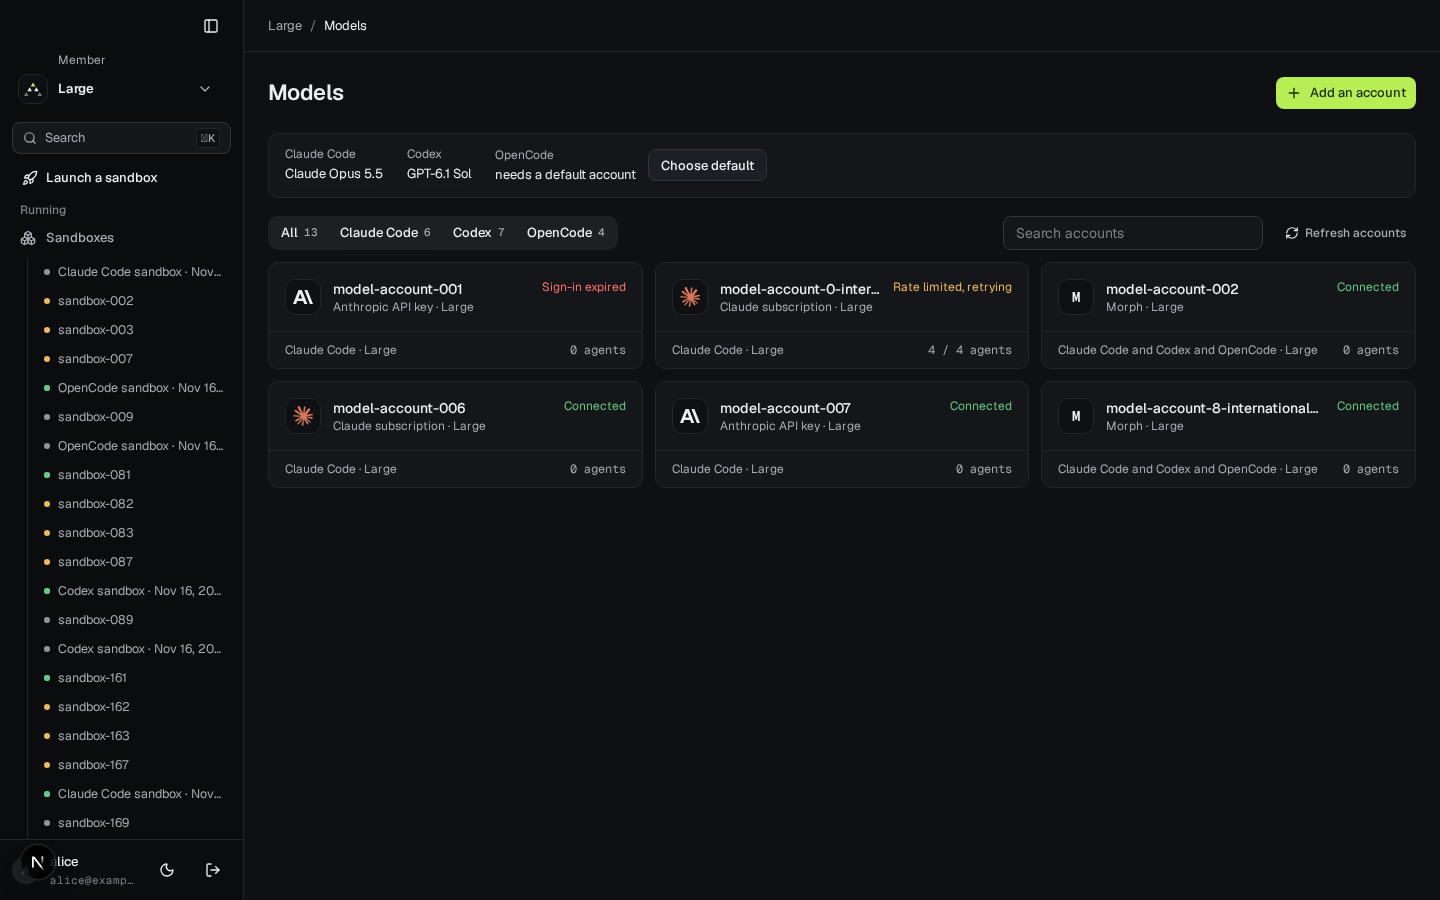 Member
Large
Search
K
Launch a sandbox
Running
Sandboxes
Claude Code sandbox · Nov...
sandbox-002
sandbox-003
sandbox-007
OpenCode sandbox · Nov 16...
sandbox-009
OpenCode sandbox · Nov 16...
sandbox-081
sandbox-082
sandbox-083
sandbox-087
Codex sandbox · Nov 16, 20...
sandbox-089
Codex sandbox · Nov 16, 20...
sandbox-161
sandbox-162
sandbox-163
sandbox-167
Claude Code sandbox · Nov...
sandbox-169
N
alice
alice@examp...
Large / Models
Models
Add an account
Claude Code
Claude Opus 5.5
Codex
GPT-6.1 Sol
OpenCode
needs a default account
Choose default
All 13
Claude Code 6
Codex 7
OpenCode 4
Search accounts
Refresh accounts
model-account-001
Sign-in expired
Anthropic API key · Large
Claude Code · Large
0 agents
model-account-0-inter...
Rate limited, retrying
Claude subscription · Large
Claude Code · Large
4 / 4 agents
M
model-account-002
Connected
Morph · Large
Claude Code and Codex and OpenCode · Large
0 agents
model-account-006
Connected
Claude subscription · Large
Claude Code · Large
0 agents
model-account-007
Connected
Anthropic API key · Large
Claude Code · Large
0 agents
M
model-account-8-international...
Connected
Morph · Large
Claude Code and Codex and OpenCode · Large
0 agents